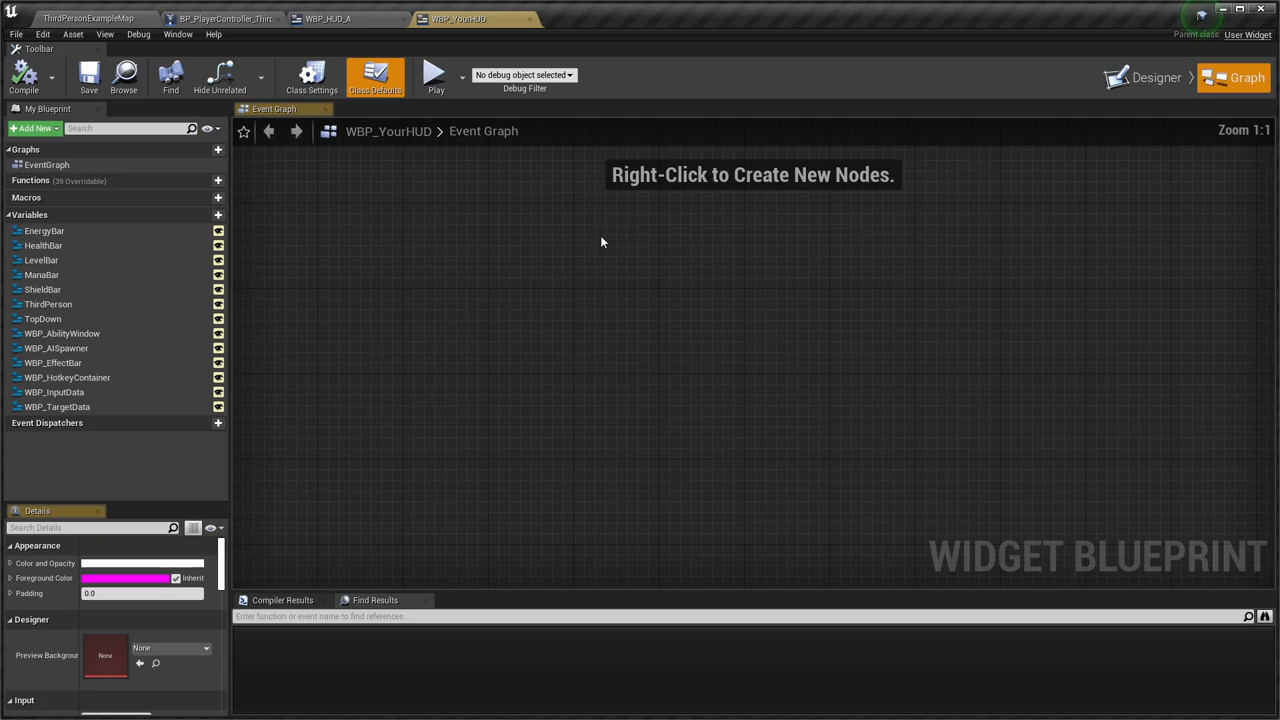 ThirdPersonExampleMap
BP_PlayerController_Thirc
WBP_HUD_A
WBP_YourHUD
File Edit Asset View Debug Window Help
Parent class: User Widget
Toolbar
Compile
Save
Browse
Find
Hide Unrelated
Class Settings
Class Defaults
Play
No debug object selected
Debug Filter
Designer
Graph
My Blueprint
Event Graph
Add New
Search
WBP_YourHUD > Event Graph
Zoom 1:1
Right-Click to Create New Nodes.
Graphs
EventGraph
Functions (39 Overridable)
Macros
Variables
EnergyBar
HealthBar
LevelBar
ManaBar
ShieldBar
ThirdPerson
TopDown
WBP_AbilityWindow
WBP_AISpawner
WBP_EffectBar
WBP_HotkeyContainer
WBP_InputData
WBP_TargetData
Event Dispatchers
WIDGET BLUEPRINT
Details
Search Details
Appearance
Color and Opacity
Foreground Color
Inherit
Padding
0.0
Designer
Preview Backgroun
None
None
Input
Compiler Results
Find Results
Enter function or event name to find references...